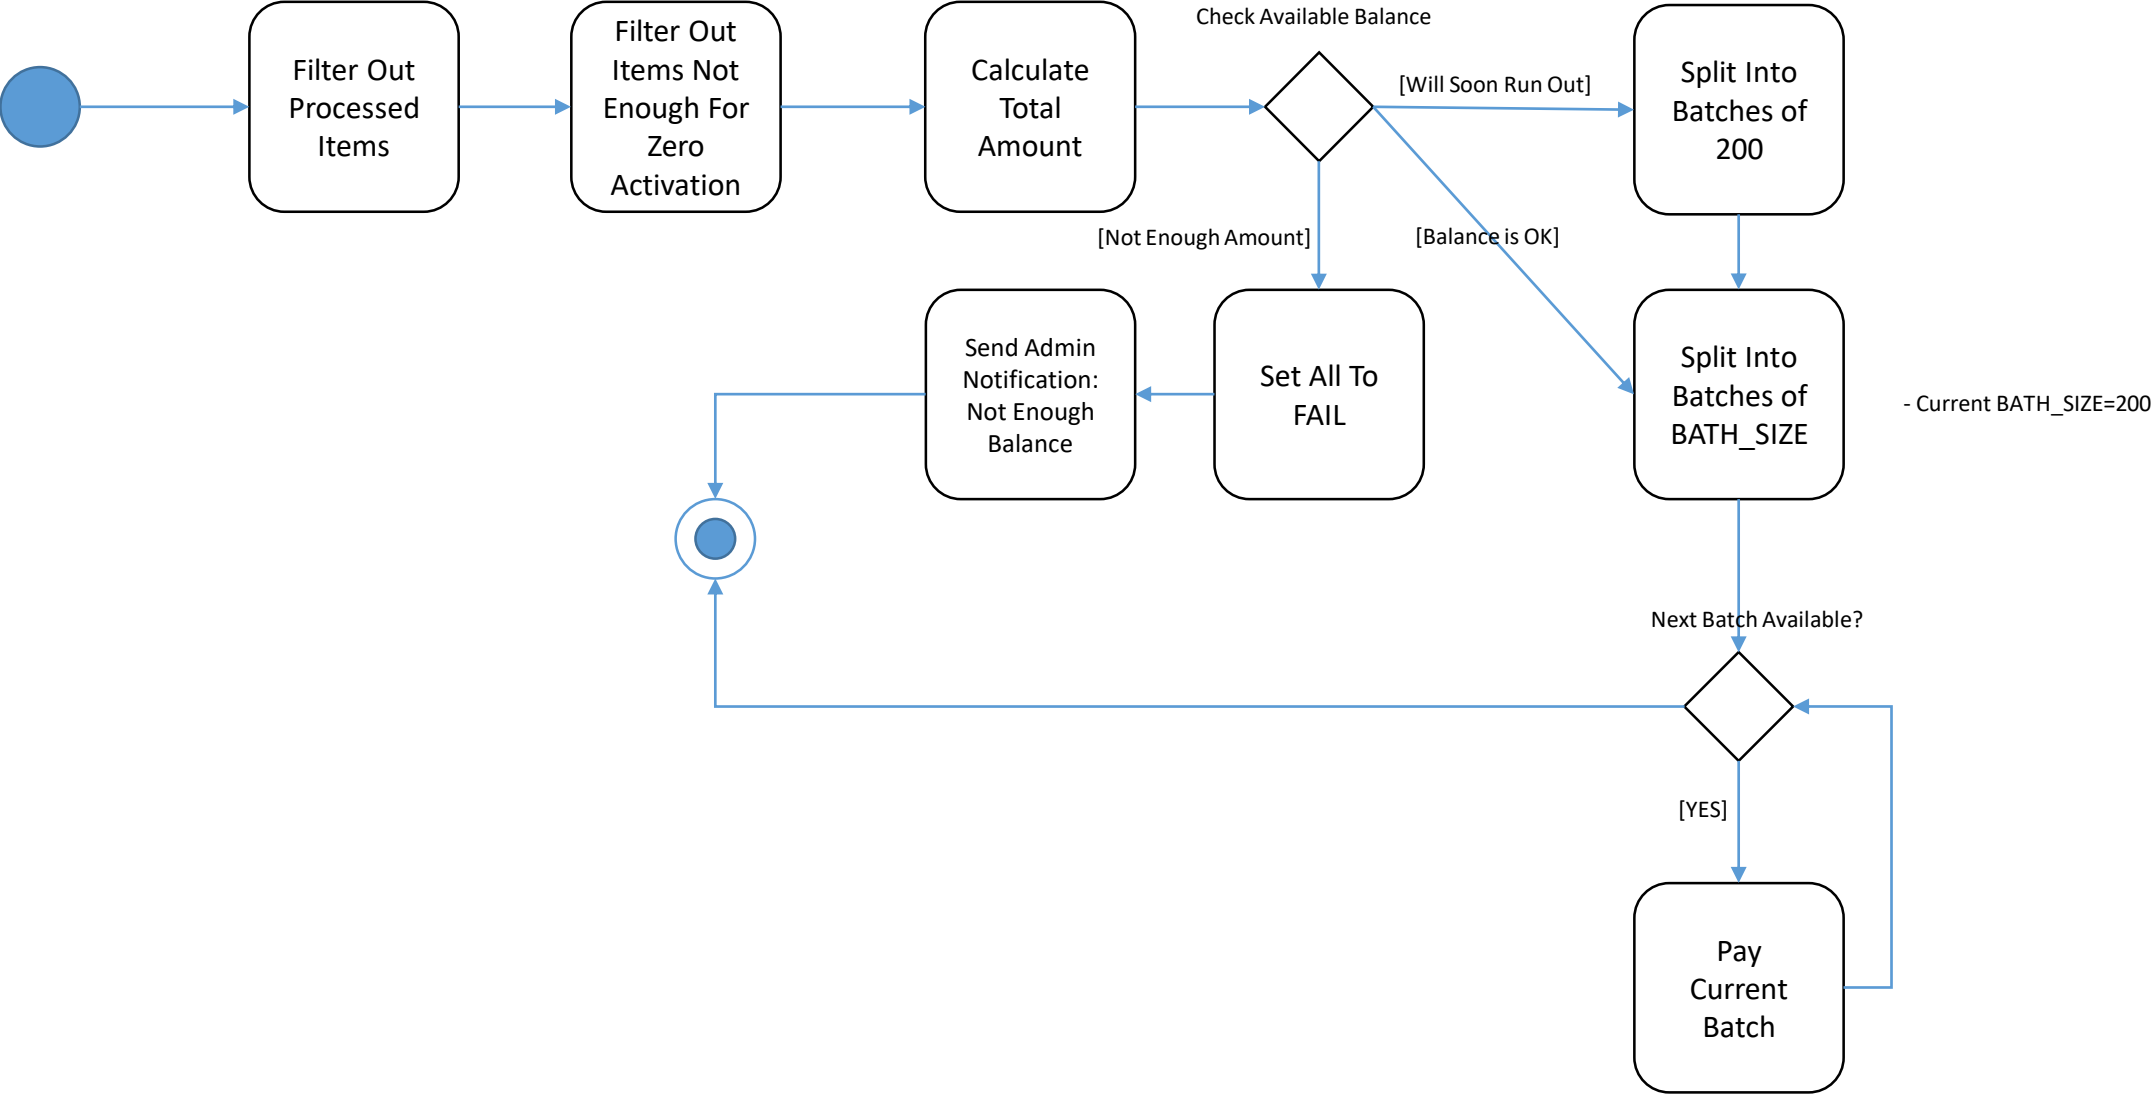 Check Available Balance
Filter Out
Processed
Items
Filter Out
Items Not
Enough For
Zero
Activation
Calculate
Total
Amount
[Will Soon Run Out]
Split Into
Batches of
200
[Not Enough Amount]
[Balance is OK]
Send Admin
Notification:
Not Enough
Balance
Set All To
FAIL
Split Into
Batches of
BATH_SIZE
- Current BATH_SIZE=200
Next Batch Available?
[YES]
Pay
Current
Batch